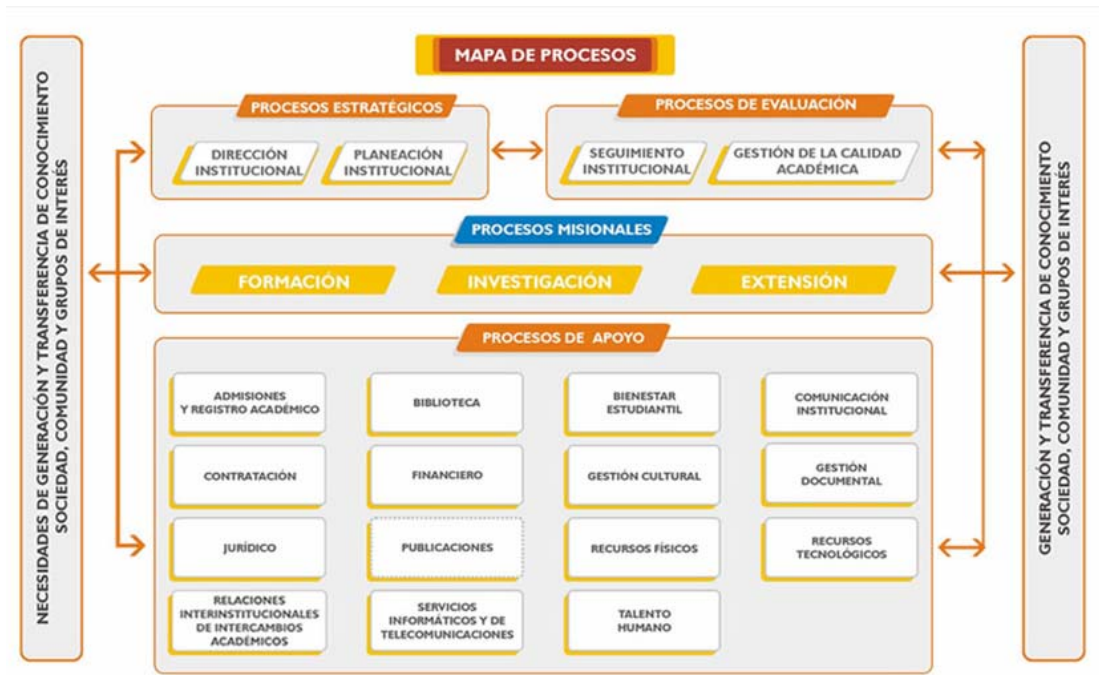 MAPA DE PROCESOS
NECESIDADES DE GENERACIÓN Y TRANSFERENCIA DE CONOCIMIENTO
SOCIEDAD, COMUNIDAD Y GRUPOS DE INTERÉS
PROCESOS ESTRATÉGICOS
DIRECCIÓN
INSTITUCIONAL
PLANEACIÓN
INSTITUCIONAL
PROCESOS DE EVALUACIÓN
SEGUIMIENTO
INSTITUCIONAL
GESTIÓN DE LA CALIDAD
ACADÉMICA
PROCESOS MISIONALES
FORMACIÓN
INVESTIGACIÓN
EXTENSIÓN
PROCESOS DE APOYO
ADMISIONES
Y REGISTRO ACADÉMICO
BIBLIOTECA
BIENESTAR
ESTUDIANTIL
COMUNICACIÓN
INSTITUCIONAL
CONTRATACIÓN
FINANCIERO
GESTIÓN CULTURAL
GESTIÓN
DOCUMENTAL
JURÍDICO
PUBLICACIONES
RECURSOS FÍSICOS
RECURSOS
TECNOLÓGICOS
RELACIONES
INTERINSTITUCIONALES
DE INTERCAMBIOS
ACADÉMICOS
SERVICIOS
INFORMÁTICOS Y DE
TELECOMUNICACIONES
TALENTO
HUMANO
GENERACIÓN Y TRANSFERENCIA DE CONOCIMIENTO
SOCIEDAD, COMUNIDAD Y GRUPOS DE INTERÉS